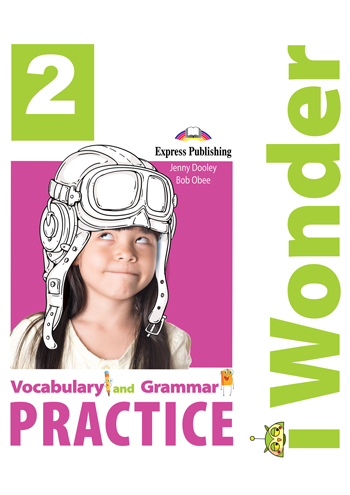 2
Express Publishing
Jenny Dooley
Bob Obee
i Wonder
Vocabulary and Grammar
PRACTICE